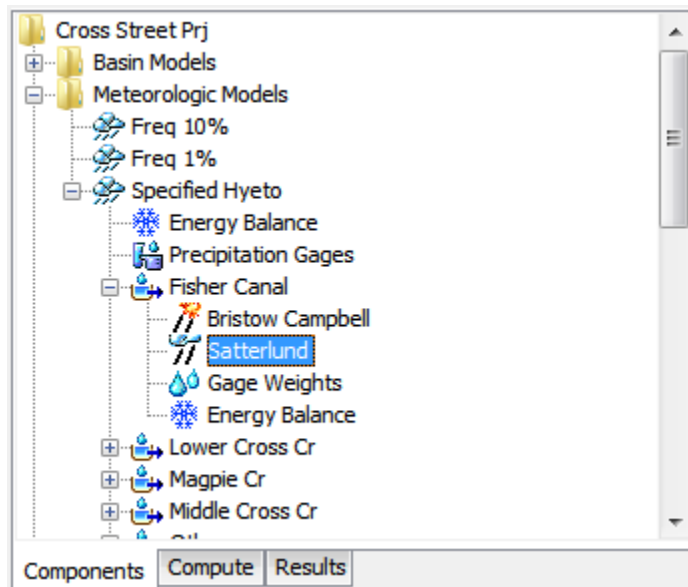 Cross Street Prj
Basin Models
Meteorologic Models
Freq 10%
Freq 1%
Specified Hyeto
Energy Balance
Precipitation Gages
Fisher Canal
Bristow Campbell
Satterlund
Gage Weights
Energy Balance
Lower Cross Cr
Magpie Cr
Middle Cross Cr
Components Compute Results